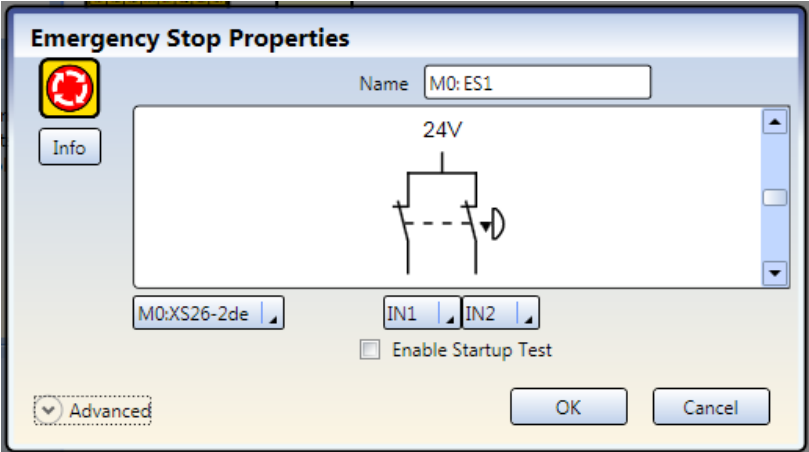 Emergency Stop Properties
Name M0: ES1
Info
24V
M0:XS26-2de IN1 IN2
Enable Startup Test
Advanced OK Cancel